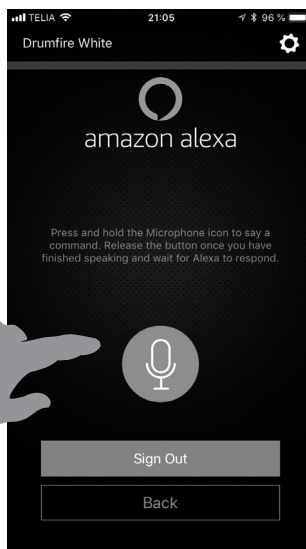 TELIA 21:05 96 %
Drumfire White
amazon alexa
Press and hold the Microphone icon to say a
command. Release the button once you have
finished speaking and wait for Alexa to respond.
Sign Out
Back